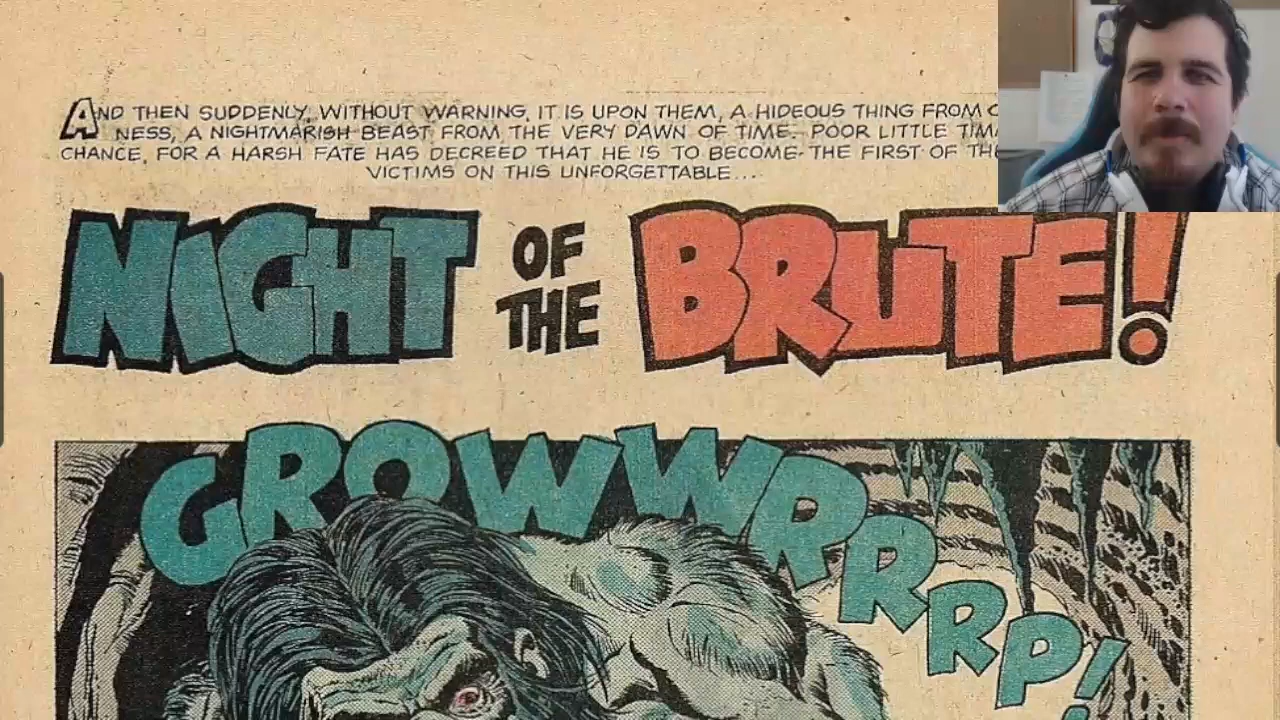 AND THEN SUDDENLY, WITHOUT WARNING, IT IS UPON THEM, A HIDEOUS THING FROM
NESS, A NIGHTMARISH BEAST FROM THE VERY DAWN OF TIME. POOR LITTLE
CHANCE, FOR A HARSH FATE HAS DECREED THAT HE IS TO BECOME THE FIRST OF
VICTIMS ON THIS UNFORGETTABLE...
NIGHT OF THE BRUTE!
GROWWRRRP!